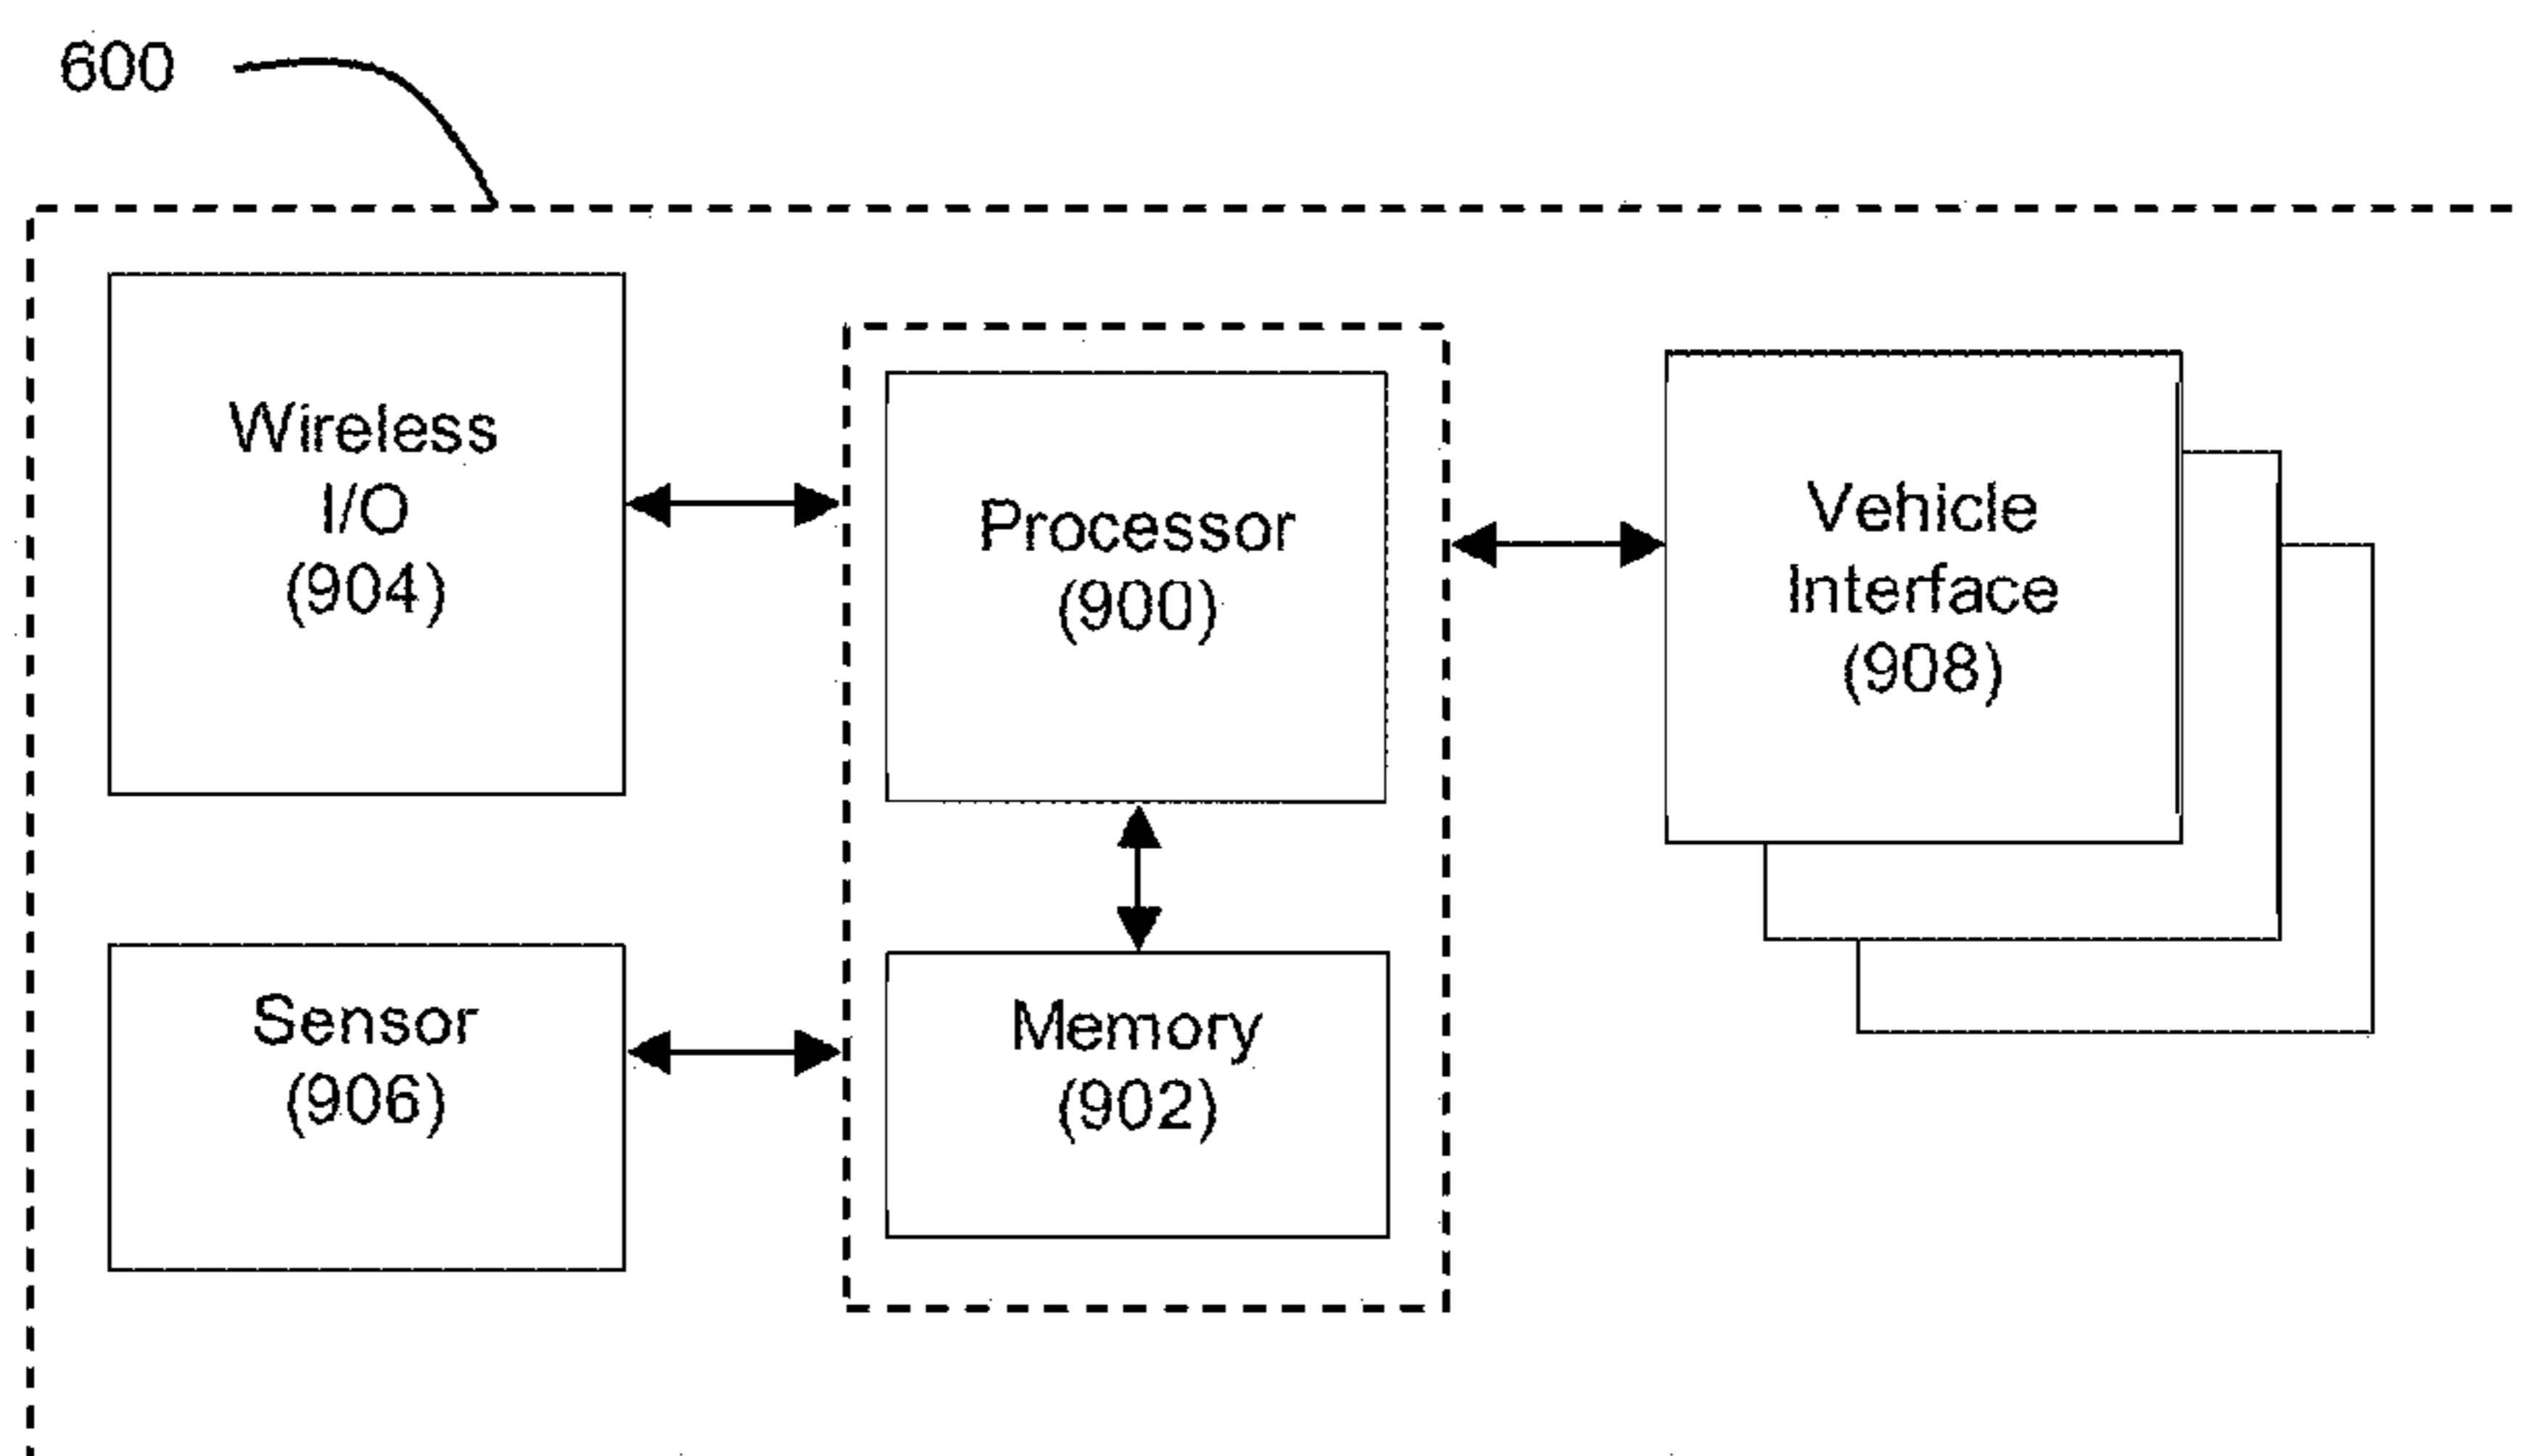 600
Wireless
I/O
(904)
Processor
(900)
Vehicle
Interface
(908)
Sensor
(906)
Memory
(902)